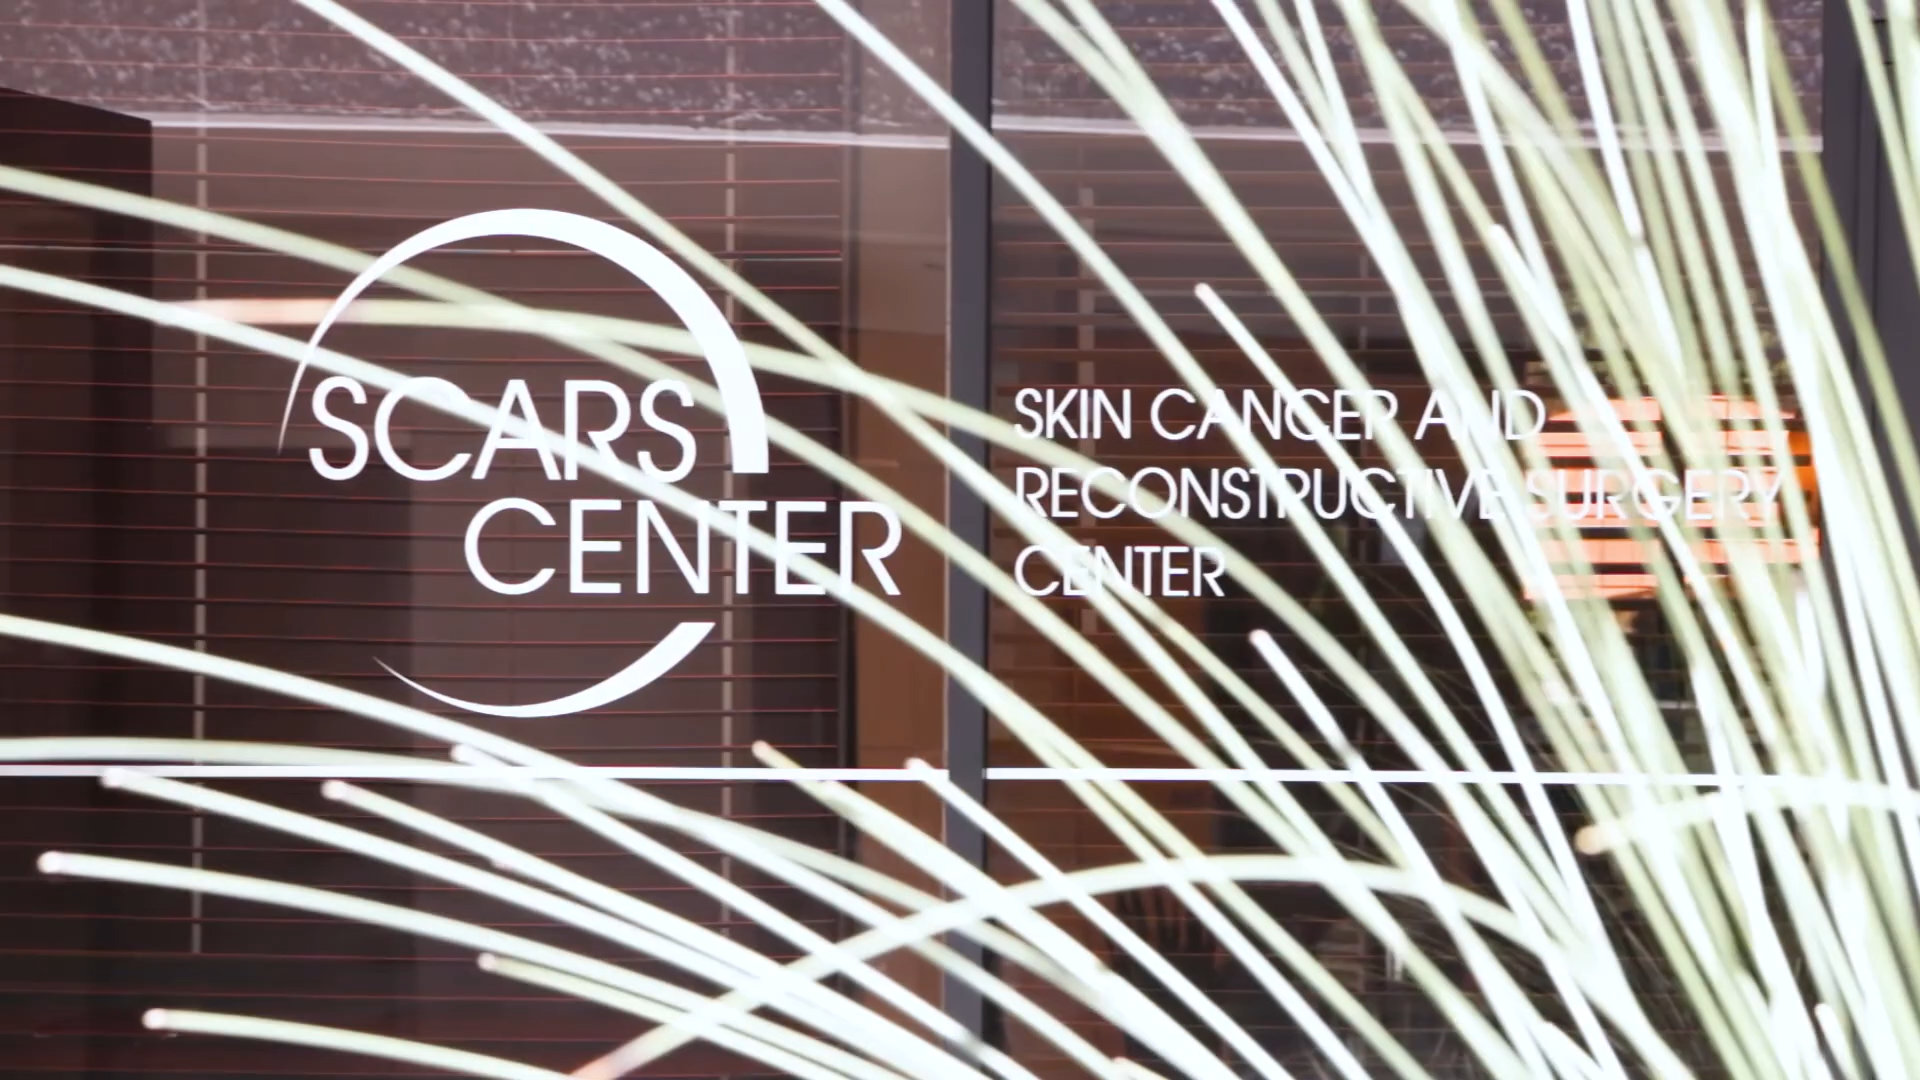 SCARS
CENTER
SKIN CANCER AND
RECONSTRUCTIVE SURGERY
CENTER